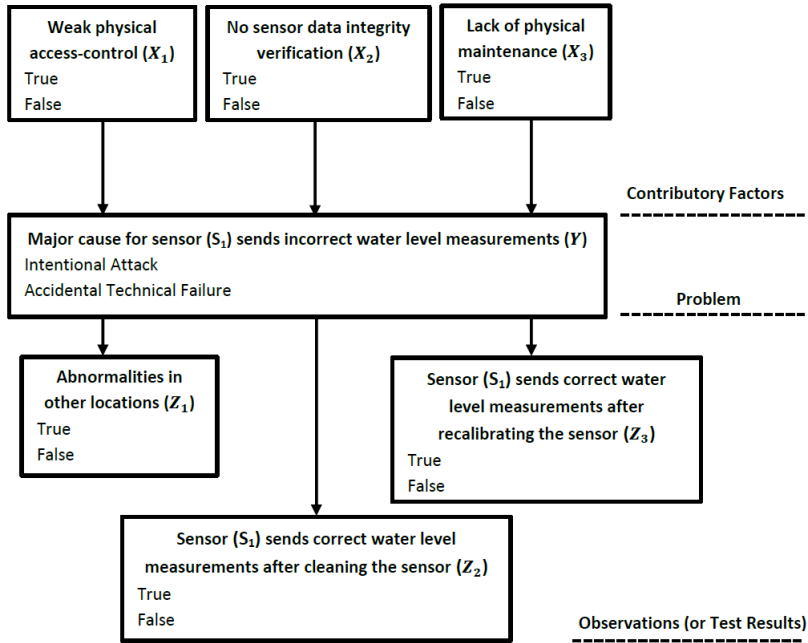 Weak physical
access-control (X₁)
True
False
No sensor data integrity
verification (X₂)
True
False
Lack of physical
maintenance (X₃)
True
False
Contributory Factors
Major cause for sensor (S₁) sends incorrect water level measurements (Y)
Intentional Attack
Accidental Technical Failure
Problem
Abnormalities in
other locations (Z₁)
True
False
Sensor (S₁) sends correct water
level measurements after
recalibrating the sensor (Z₃)
True
False
Sensor (S₁) sends correct water level
measurements after cleaning the sensor (Z₂)
True
False
Observations (or Test Results)